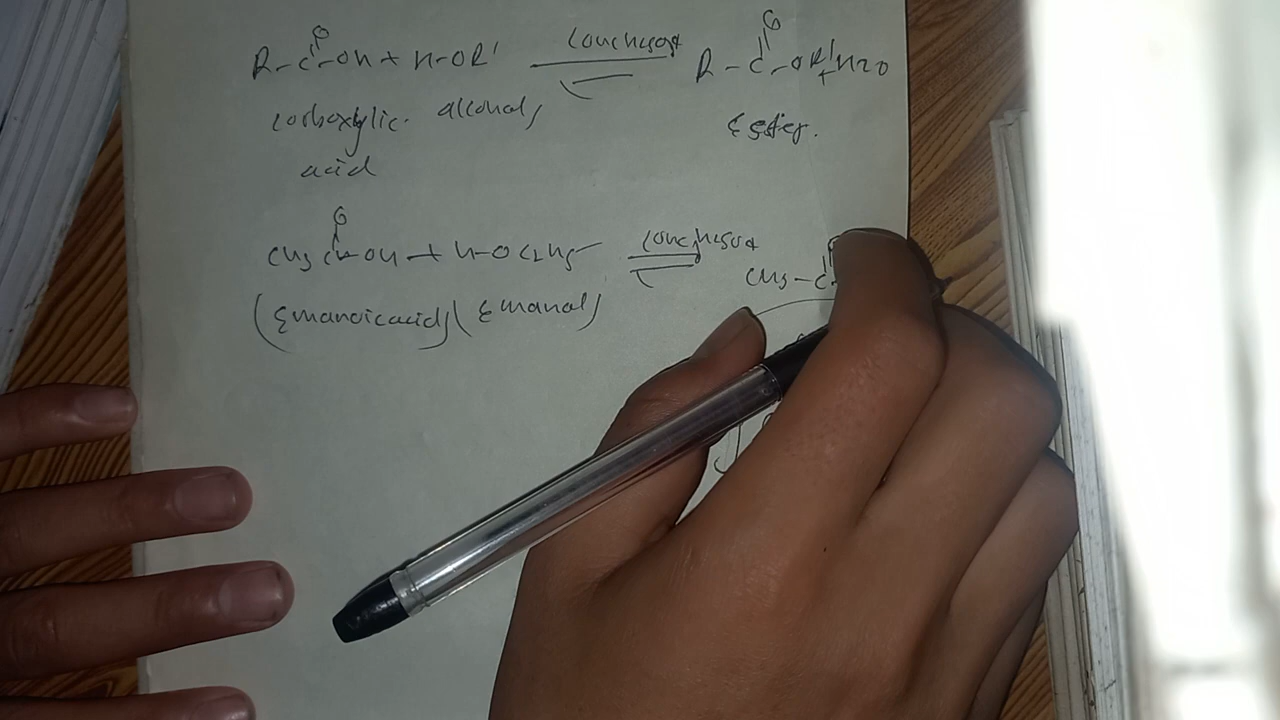 O O
R-C-OH + H-OR' conc H2SO4 R-C-OR' + H2O
carboxylic alcohol, Ester.
acid
O
CH3 C-OH + H-OC2H5 conc H2SO4 CH3-C
(Ethanoic acid) (Ethanol)